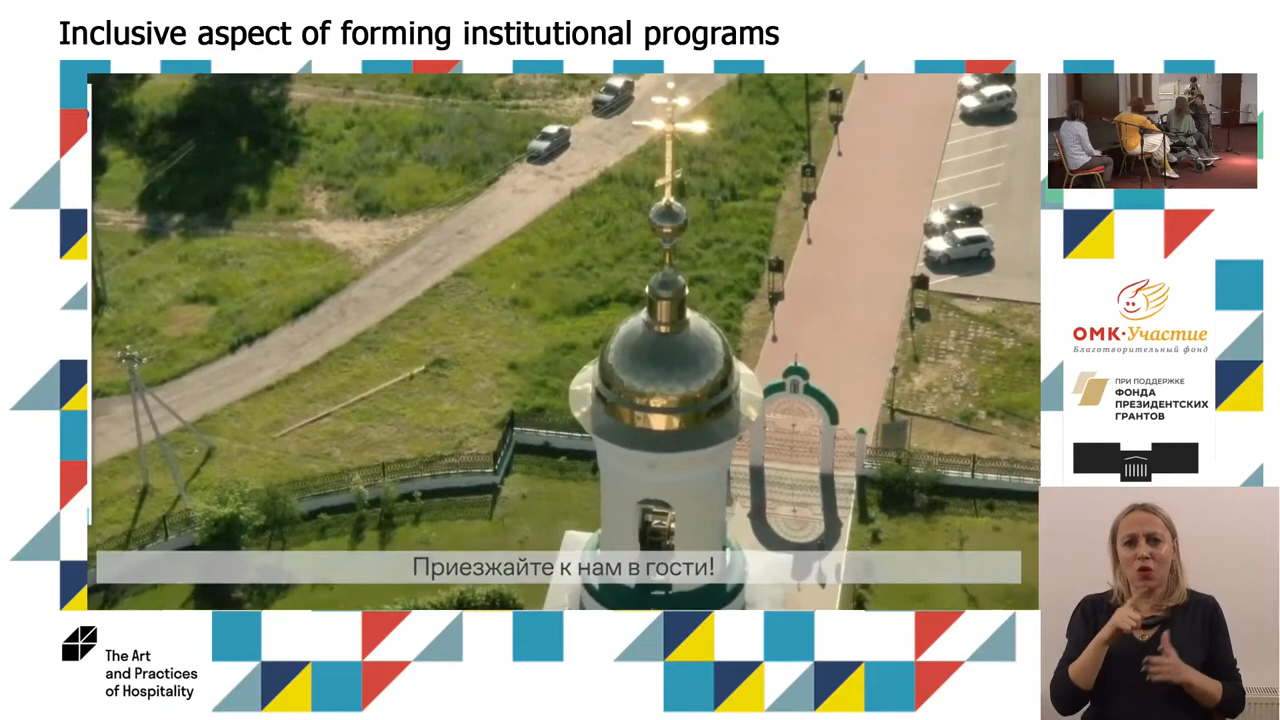 Inclusive aspect of forming institutional programs
ОМК·Участие
Благотворительный фонд
ПРИ ПОДДЕРЖКЕ
ФОНДА
ПРЕЗИДЕНТСКИХ
ГРАНТОВ
Приезжайте к нам в гости!
The Art
and Practices
of Hospitality